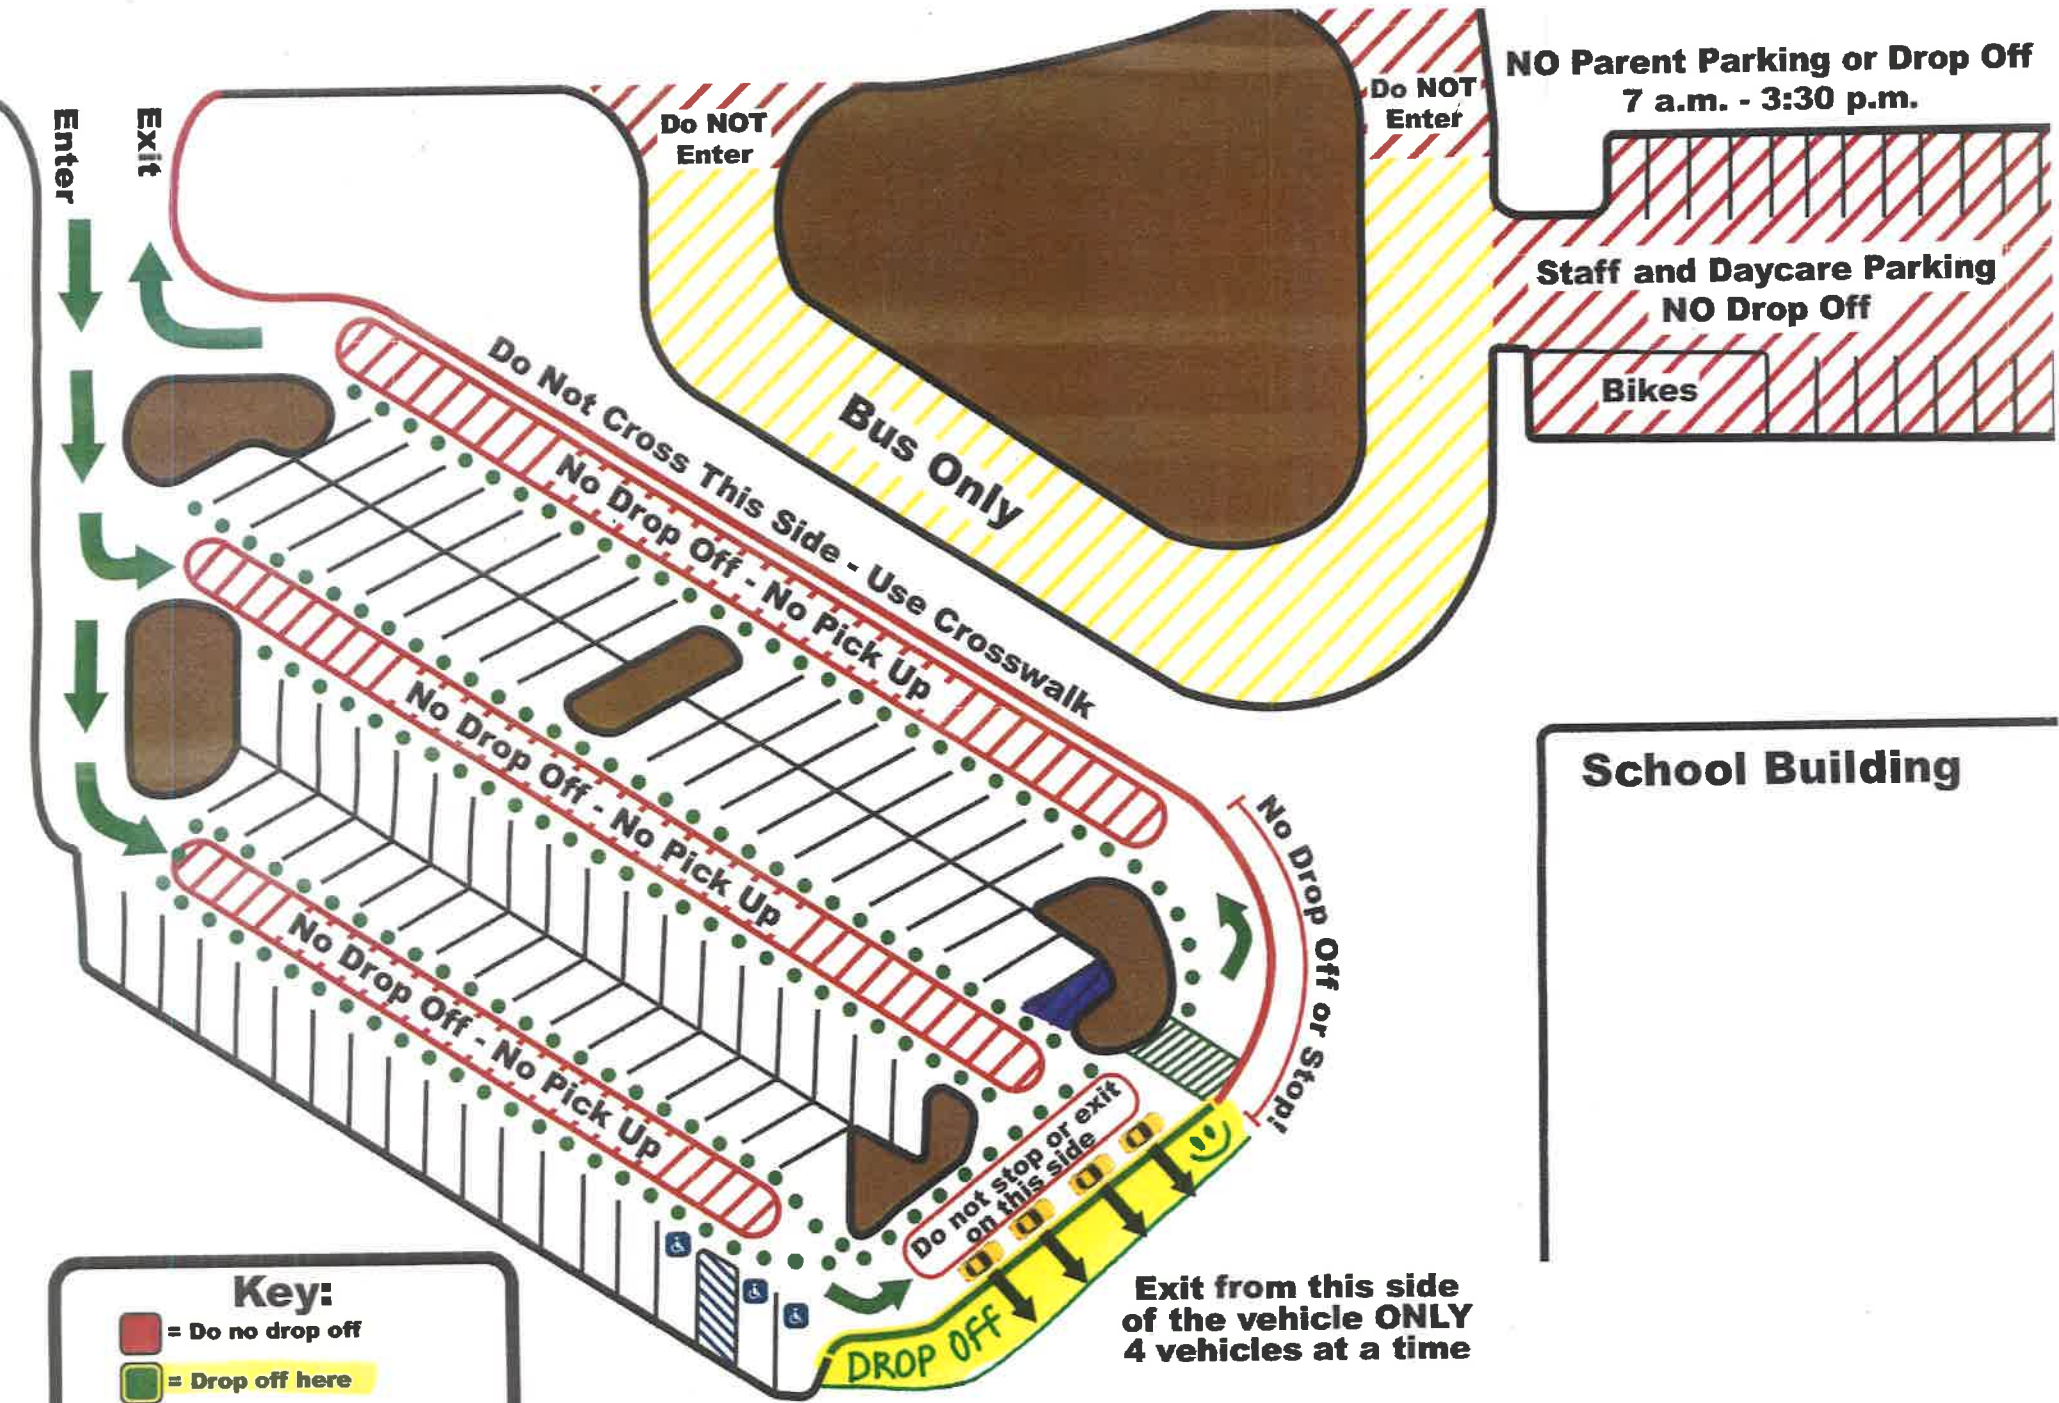 NO Parent Parking or Drop Off
7 a.m. - 3:30 p.m.
Enter
Exit
Do NOT
Enter
Do NOT
Enter
Staff and Daycare Parking
NO Drop Off
Bikes
Bus Only
Do Not Cross This Side - Use Crosswalk
No Drop Off - No Pick Up
No Drop Off - No Pick Up
No Drop Off - No Pick Up
School Building
No Drop Off or Stop!
Do not stop or exit
on this side
DROP OFF
Exit from this side
of the vehicle ONLY
4 vehicles at a time
Key:
= Do no drop off
= Drop off here